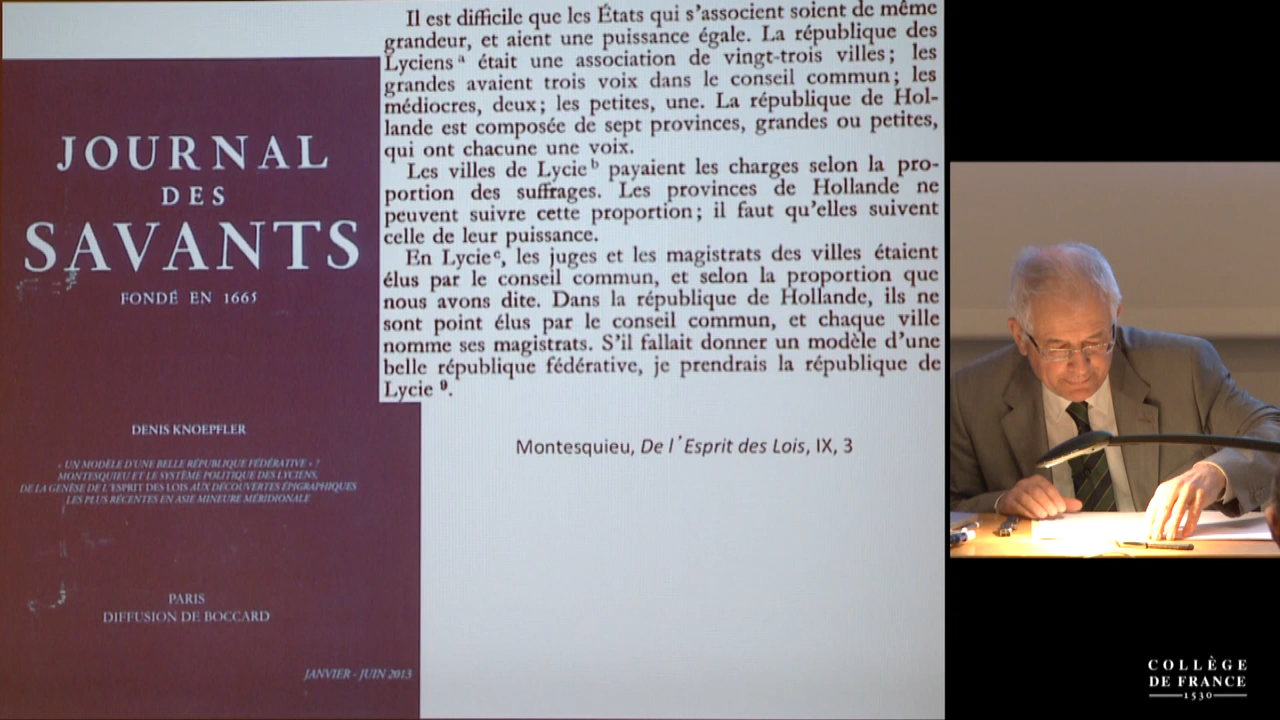 JOURNAL
DES
SAVANTS
FONDÉ EN 1665
DENIS KNOEPFLER
« UN MODÈLE D'UNE BELLE RÉPUBLIQUE FÉDÉRATIVE » ?
MONTESQUIEU ET LE SYSTÈME POLITIQUE DES LYCIENS,
DE LA GENÈSE DE L'ESPRIT DES LOIS AUX DÉCOUVERTES ÉPIGRAPHIQUES
LES PLUS RÉCENTES EN ASIE MINEURE MÉRIDIONALE
PARIS
DIFFUSION DE BOCCARD
JANVIER - JUIN 2013
Il est difficile que les États qui s'associent soient de même
grandeur, et aient une puissance égale. La république des
Lyciens a était une association de vingt-trois villes; les
grandes avaient trois voix dans le conseil commun; les
médiocres, deux; les petites, une. La république de Hol-
lande est composée de sept provinces, grandes ou petites,
qui ont chacune une voix.
Les villes de Lycie b payaient les charges selon la pro-
portion des suffrages. Les provinces de Hollande ne
peuvent suivre cette proportion; il faut qu'elles suivent
celle de leur puissance.
En Lycie c, les juges et les magistrats des villes étaient
élus par le conseil commun, et selon la proportion que
nous avons dite. Dans la république de Hollande, ils ne
sont point élus par le conseil commun, et chaque ville
nomme ses magistrats. S'il fallait donner un modèle d'une
belle république fédérative, je prendrais la république de
Lycie 9.
Montesquieu, De l'Esprit des Lois, IX, 3
COLLÈGE
DE FRANCE
1530